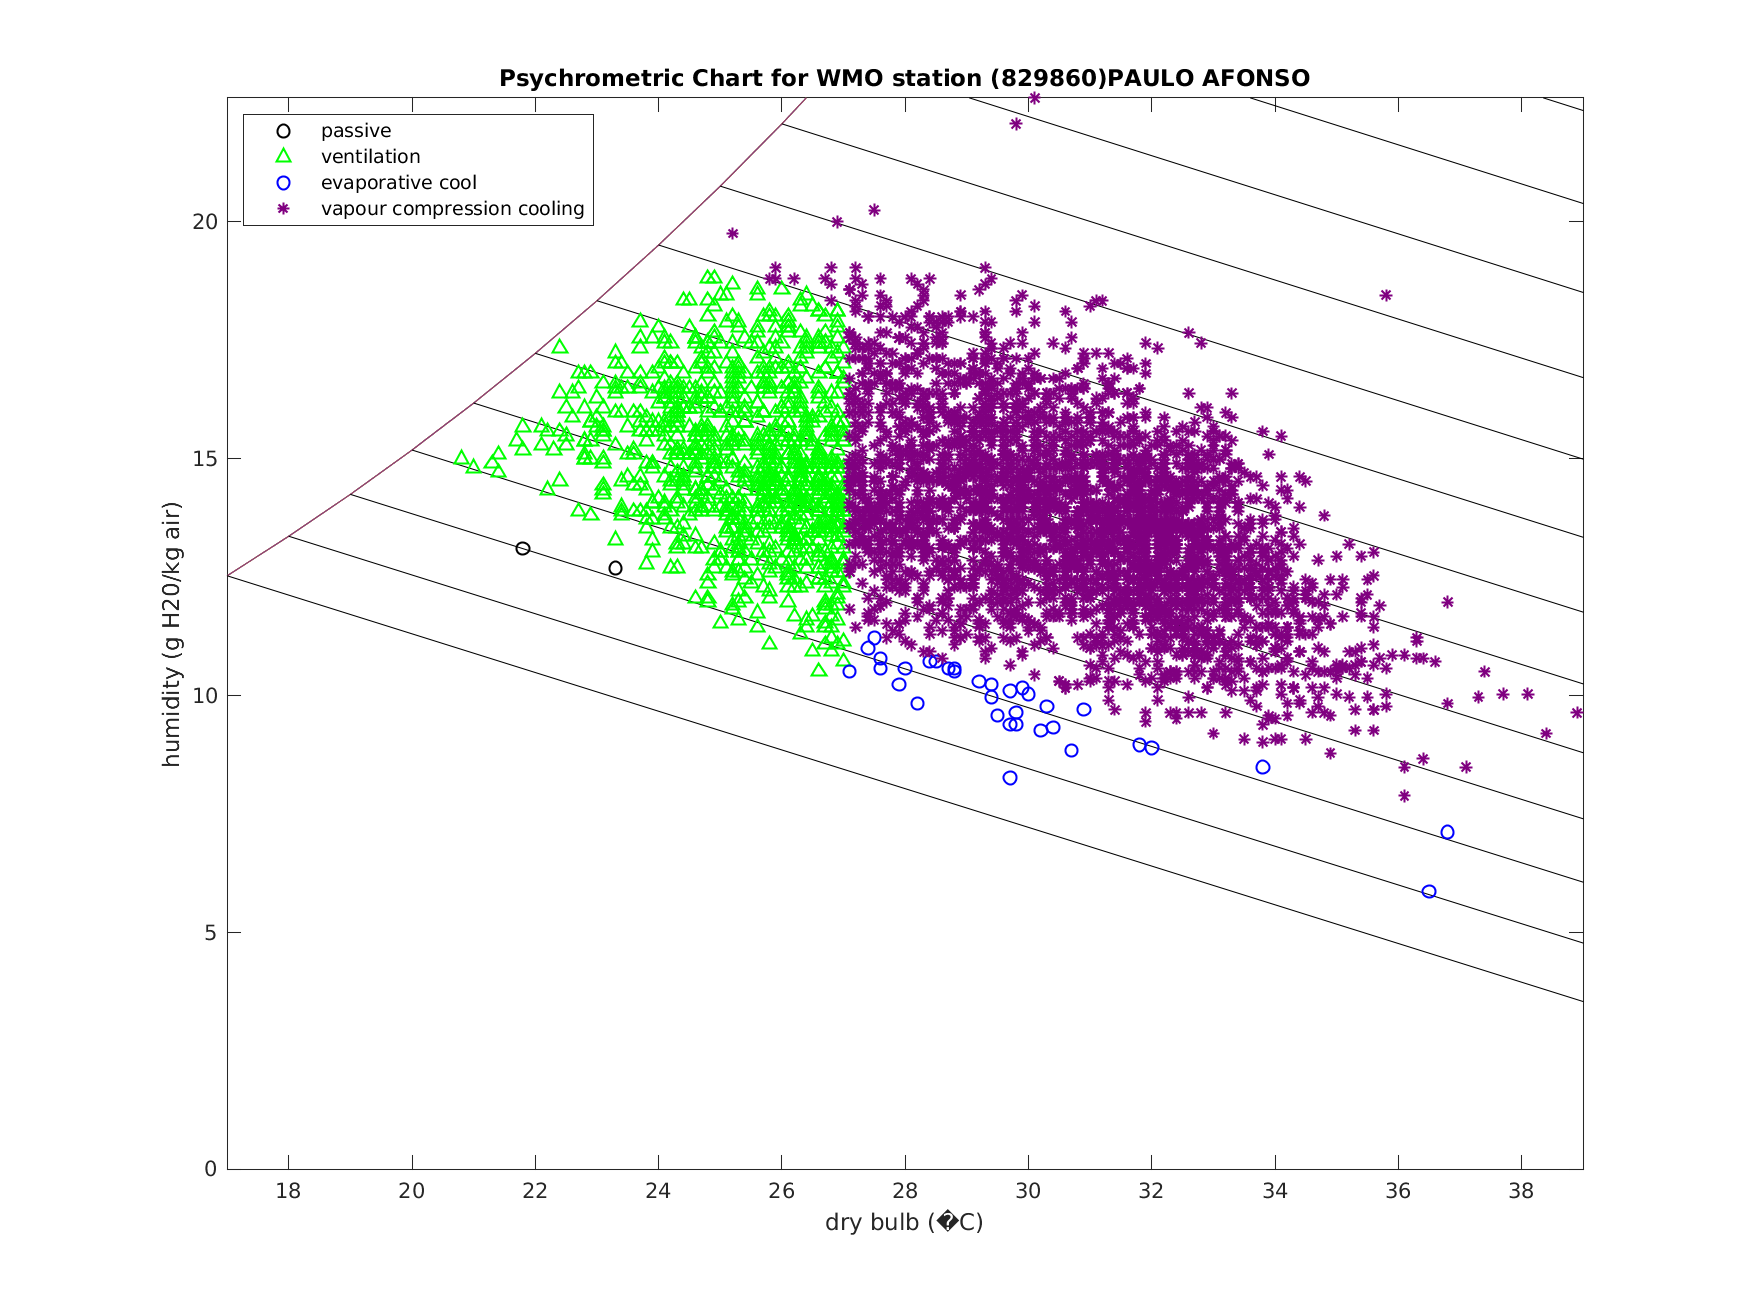 Psychrometric Chart for WMO station (829860)PAULO AFONSO
passive
ventilation
evaporative cool
vapour compression cooling
humidity (g H20/kg air)
20
15
10
5
0
18 20 22 24 26 28 30 32 34 36 38
dry bulb (�C)